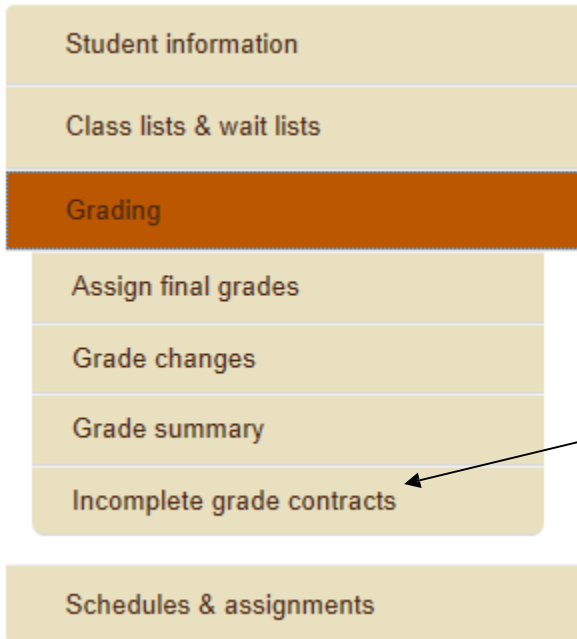 Student information
Class lists & wait lists
Grading
Assign final grades
Grade changes
Grade summary
Incomplete grade contracts
Schedules & assignments